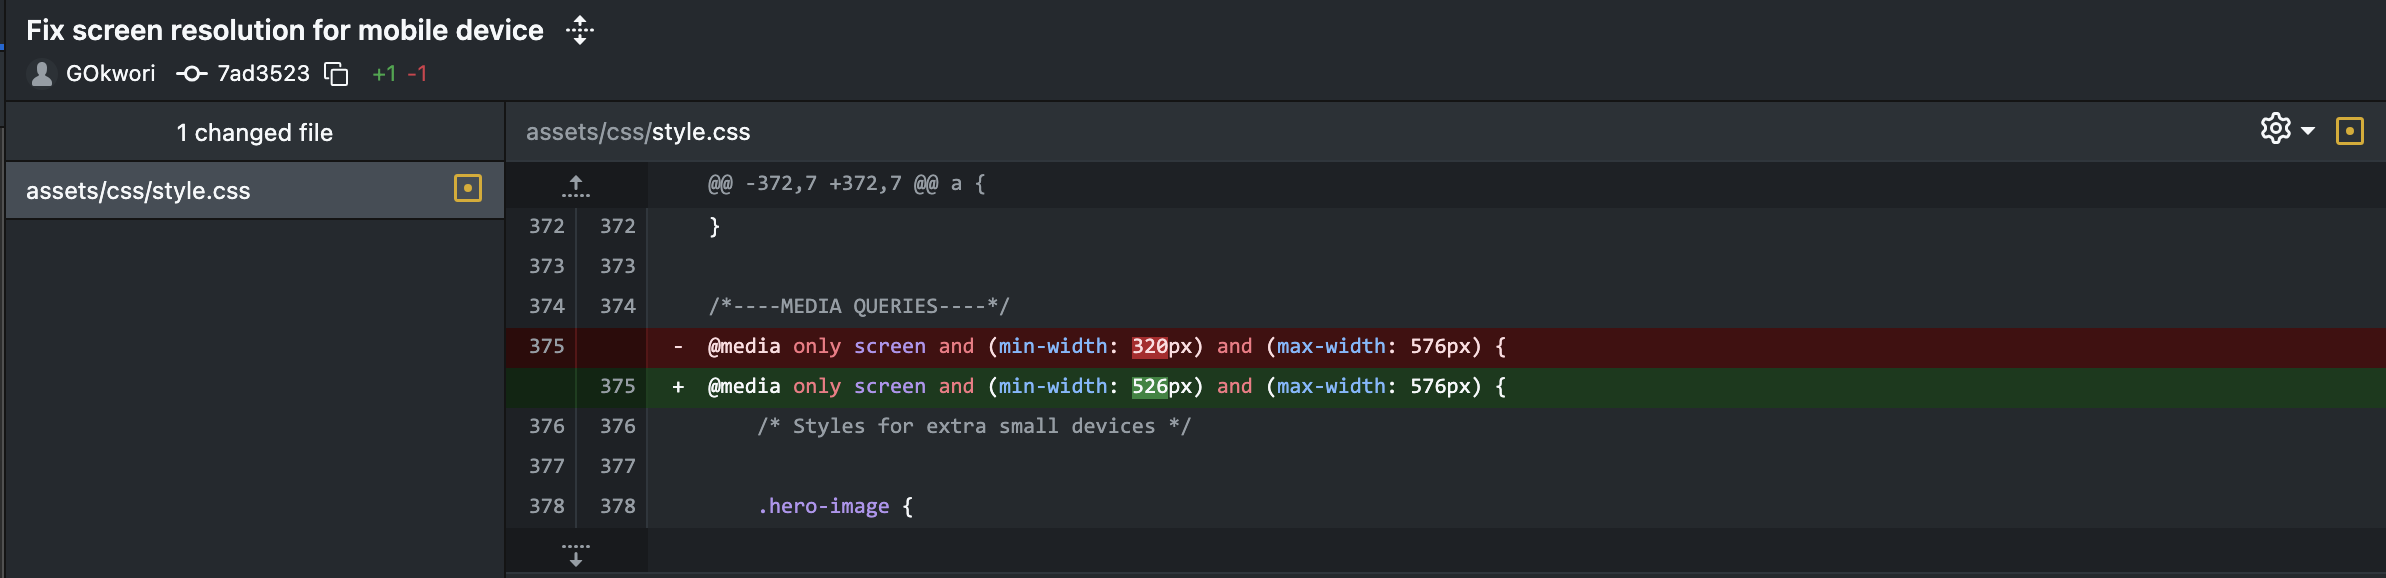 Fix screen resolution for mobile device
GOkwori 7ad3523 +1 -1
1 changed file
assets/css/style.css
assets/css/style.css
@@ -372,7 +372,7 @@ a {
372 372 }
373 373
374 374 /*----MEDIA QUERIES----*/
375 - @media only screen and (min-width: 320px) and (max-width: 576px) {
375 + @media only screen and (min-width: 526px) and (max-width: 576px) {
376 376 /* Styles for extra small devices */
377 377
378 378 .hero-image {